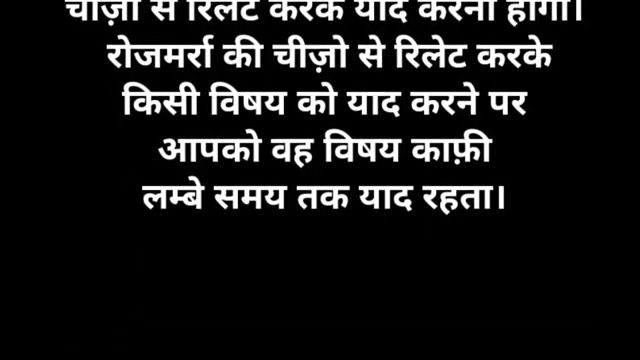 चीज़ो से रिलेट करके याद करना होगा।
रोजमर्रा की चीज़ो से रिलेट करके
किसी विषय को याद करने पर
आपको वह विषय काफ़ी
लम्बे समय तक याद रहता।